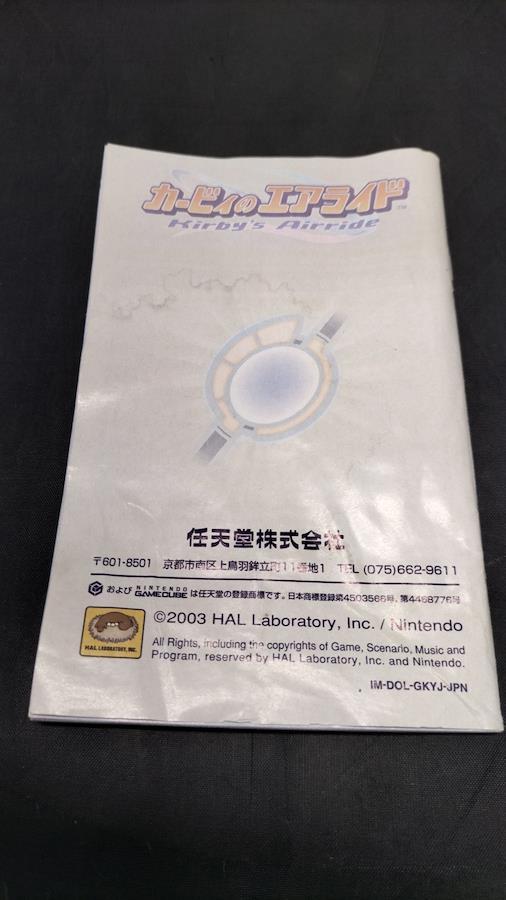 カービィのエアライド™
Kirby's Airride
任天堂株式会社
〒601-8501 京都市南区上鳥羽鉾立町11番地1 TEL (075)662-9611
および NINTENDO GAMECUBE は任天堂の登録商標です。日本商標登録第4503566号、第4468776号
HAL LABORATORY, INC.
©2003 HAL Laboratory, Inc. / Nintendo
All Rights, including the copyrights of Game, Scenario, Music and
Program, reserved by HAL Laboratory, Inc. and Nintendo.
IM-DOL-GKYJ-JPN